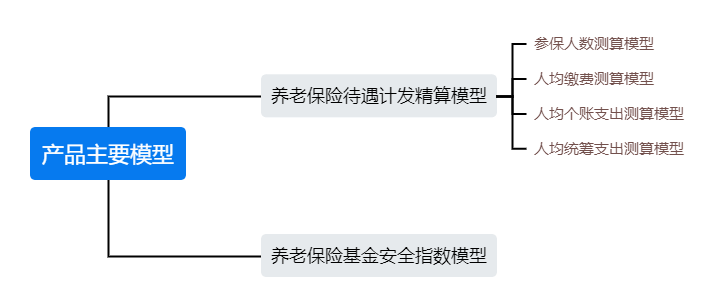 产品主要模型
养老保险待遇计发精算模型
参保人数测算模型
人均缴费测算模型
人均个账支出测算模型
人均统筹支出测算模型
养老保险基金安全指数模型